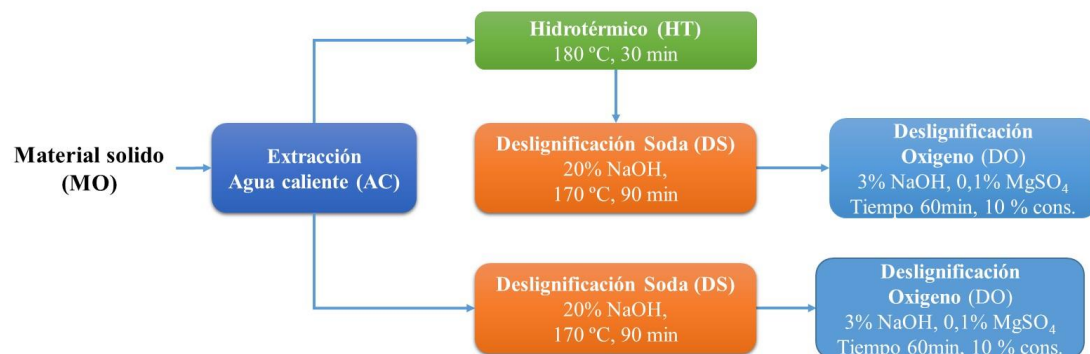 Hidrotérmico (HT)
180 ºC, 30 min
Material solido
(MO)
Extracción
Agua caliente (AC)
Deslignificación Soda (DS)
20% NaOH,
170 ºC, 90 min
Deslignificación
Oxigeno (DO)
3% NaOH, 0,1% MgSO₄
Tiempo 60min, 10 % cons.
Deslignificación Soda (DS)
20% NaOH,
170 ºC, 90 min
Deslignificación
Oxigeno (DO)
3% NaOH, 0,1% MgSO₄
Tiempo 60min, 10 % cons.